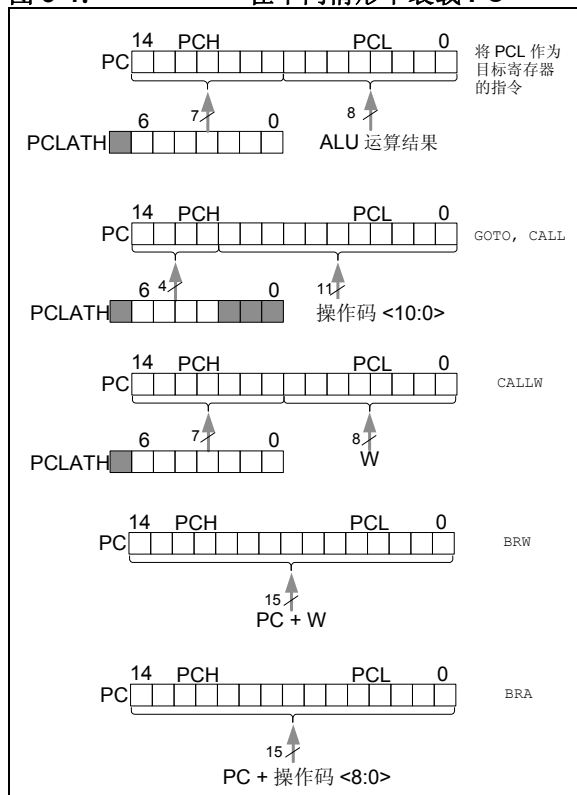 14 PCH PCL 0
PC
将 PCL 作为
目标寄存器
的指令
7 8
6 0
PCLATH
ALU 运算结果
14 PCH PCL 0
PC
GOTO, CALL
4 11
6 0
PCLATH
操作码 <10:0>
14 PCH PCL 0
PC
CALLW
7 8
6 0
PCLATH
W
14 PCH PCL 0
PC
BRW
15
PC + W
14 PCH PCL 0
PC
BRA
15
PC + 操作码 <8:0>